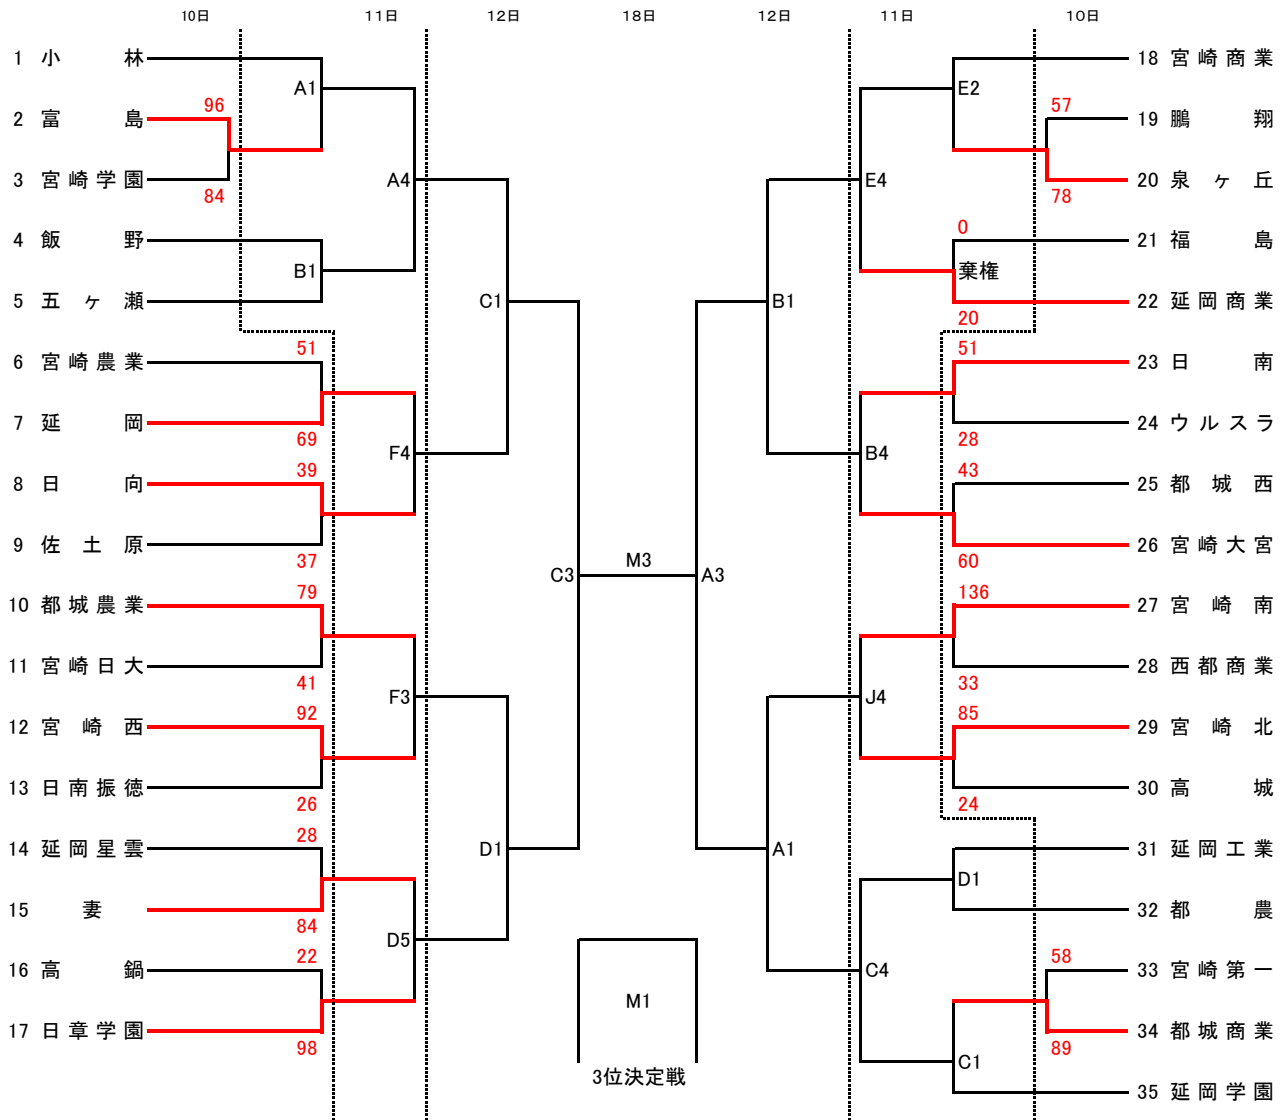 10日 11日 12日 18日 12日 11日 10日
1 小林
A1
96
2 富島
3 宮崎学園
84
A4
4 飯野
B1
5 五ヶ瀬
C1
51
6 宮崎農業
7 延岡
69
F4
39
8 日向
9 佐土原
37
C3
79
10 都城農業
11 宮崎日大
41
F3
92
12 宮崎西
13 日南振徳
26
D1
28
14 延岡星雲
15 妻
84
D5
22
16 高鍋
17 日章学園
98
M3
M1
3位決定戦
18 宮崎商業
E2
57
19 鵬翔
20 泉ヶ丘
78
E4
0
21 福島
棄権
22 延岡商業
20
B1
51
23 日南
24 ウルスラ
28
B4
43
25 都城西
26 宮崎大宮
60
A3
136
27 宮崎南
28 西都商業
33
J4
85
29 宮崎北
30 高城
24
A1
31 延岡工業
D1
32 都農
C4
58
33 宮崎第一
34 都城商業
89
C1
35 延岡学園